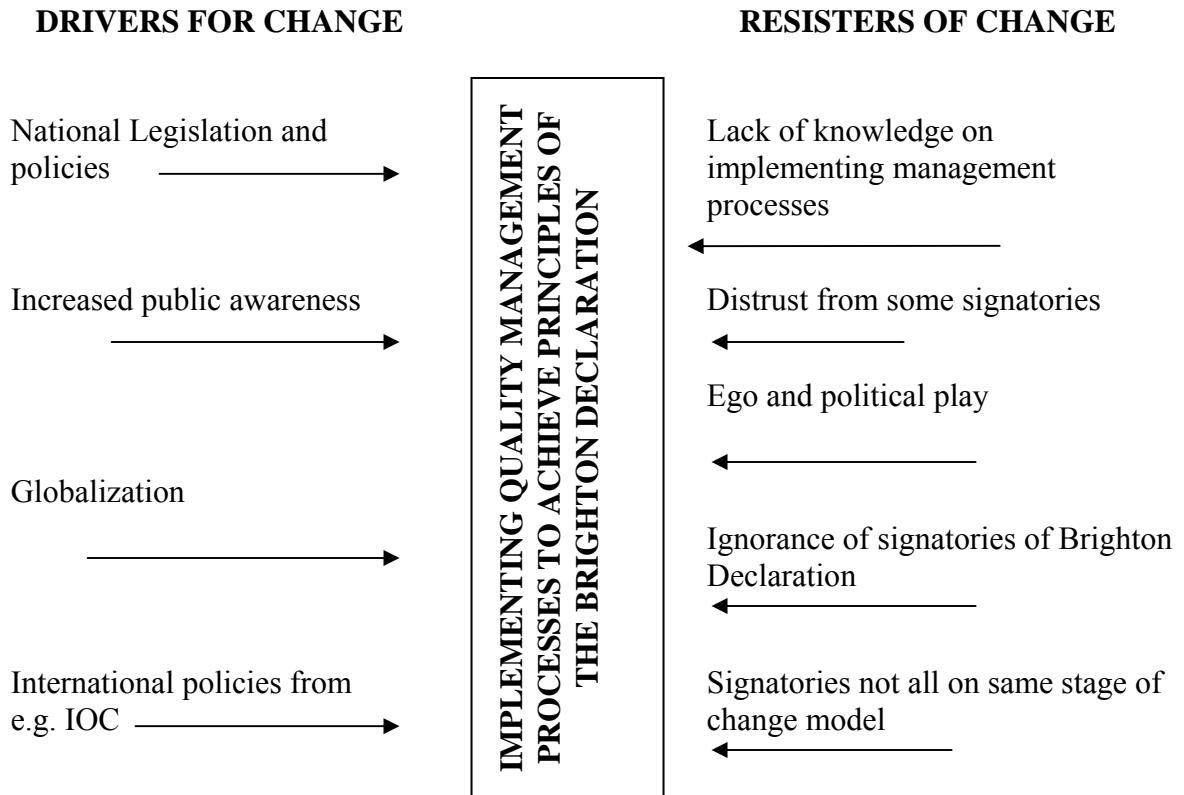 DRIVERS FOR CHANGE
RESISTERS OF CHANGE
National Legislation and
policies
Increased public awareness
Globalization
International policies from
e.g. IOC
IMPLEMENTING QUALITY MANAGEMENT
PROCESSES TO ACHIEVE PRINCIPLES OF
THE BRIGHTON DECLARATION
Lack of knowledge on
implementing management
processes
Distrust from some signatories
Ego and political play
Ignorance of signatories of Brighton
Declaration
Signatories not all on same stage of
change model